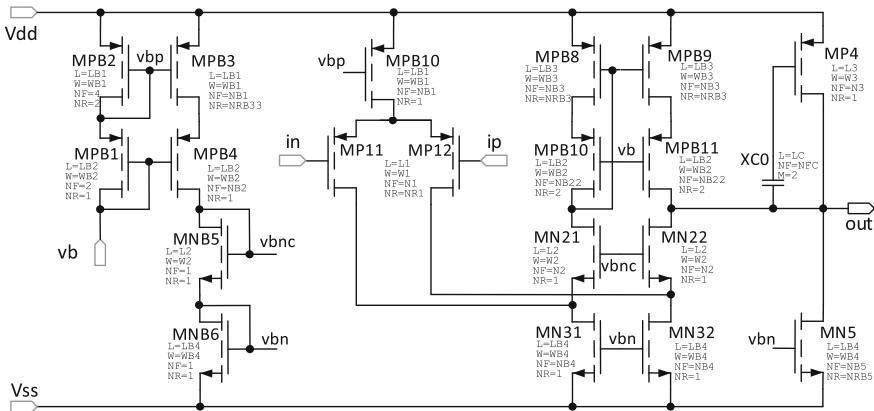 Vdd
MPB2
L=LB1
W=WB1
NF=4
NR=2
vbp
MPB3
L=LB1
W=WB1
NF=NB1
NR=NRB33
vbp
MPB10
L=LB1
W=WB1
NF=NB1
NR=1
MPB8
L=LB3
W=WB3
NF=NB3
NR=NRB3
MPB9
L=LB3
W=WB3
NF=NB3
NR=NRB3
MP4
L=L3
W=W3
NF=N3
NR=1
MPB1
L=LB2
W=WB2
NF=2
NR=1
MPB4
L=LB2
W=WB2
NF=NB2
NR=1
in
MP11
L=L1
W=W1
NF=N1
NR=NR1
MP12
ip
MPB10
L=LB2
W=WB2
NF=NB22
NR=2
vb
MPB11
L=LB2
W=WB2
NF=NB22
NR=2
XC0
L=LC
NF=NFC
M=2
out
vb
MNB5
L=L2
W=W2
NF=1
NR=1
vbnc
MN21
L=L2
W=W2
NF=N2
NR=1
vbnc
MN22
L=L2
W=W2
NF=N2
NR=1
MNB6
L=LB4
W=WB4
NF=1
NR=1
vbn
MN31
L=LB4
W=WB4
NF=NB4
NR=1
vbn
MN32
L=LB4
W=WB4
NF=NB4
NR=1
vbn
MN5
L=LB4
W=WB4
NF=NB5
NR=NRB5
Vss